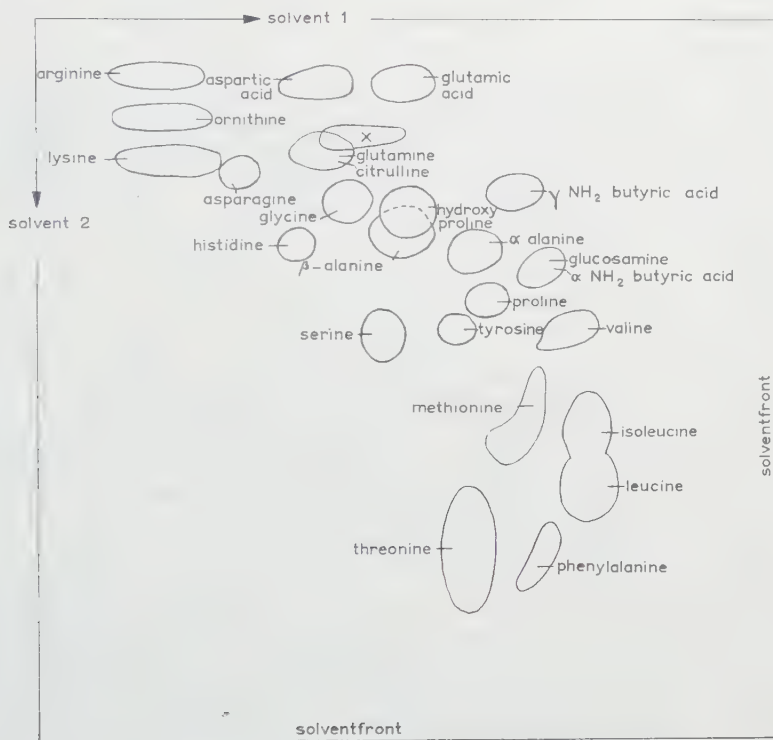 solvent 1
arginine
aspartic
acid
glutamic
acid
ornithine
X
lysine
glutamine
citrulline
asparagine
glycine
γ NH₂ butyric acid
solvent 2
hydroxy
proline
histidine
β-alanine
α alanine
glucosamine
α NH₂ butyric acid
proline
serine
tyrosine
valine
methionine
isoleucine
solventfront
leucine
threonine
phenylalanine
solventfront